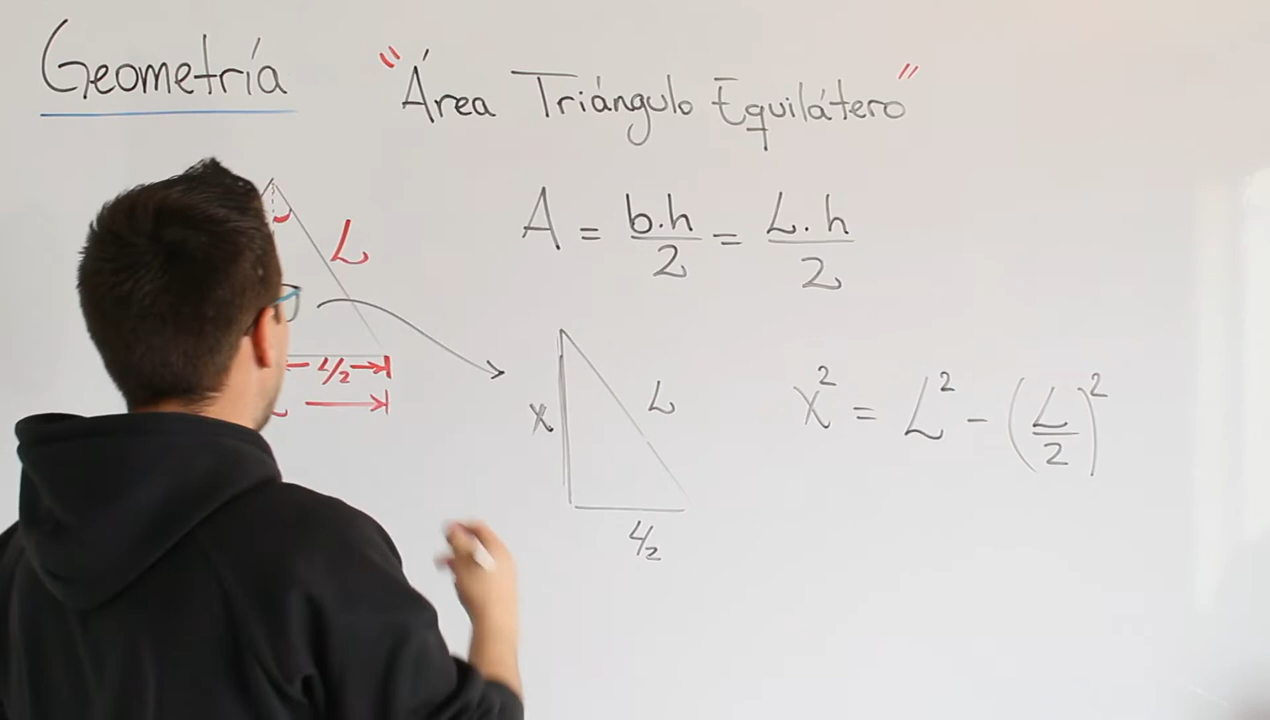 Geometría
"Área Triángulo Equilátero"
A = b.h/2 = L.h/2
L
L/2
x
L
L/2
x² = L² - (L/2)²